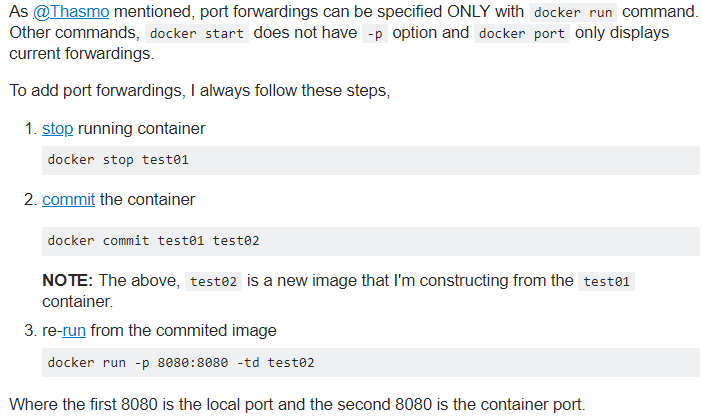 As @Thasmo mentioned, port forwardings can be specified ONLY with docker run command.
Other commands, docker start does not have -p option and docker port only displays
current forwardings.
To add port forwardings, I always follow these steps,
1. stop running container
docker stop test01
2. commit the container
docker commit test01 test02
NOTE: The above, test02 is a new image that I'm constructing from the test01
container.
3. re-run from the commited image
docker run -p 8080:8080 -td test02
Where the first 8080 is the local port and the second 8080 is the container port.